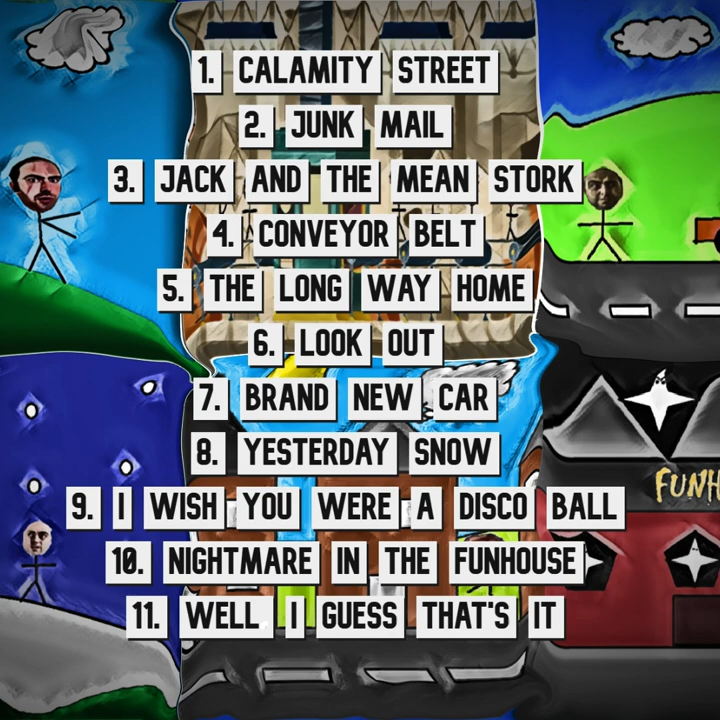 1. CALAMITY STREET
2. JUNK MAIL
3. JACK AND THE MEAN STORK
4. CONVEYOR BELT
5. THE LONG WAY HOME
6. LOOK OUT
7. BRAND NEW CAR
8. YESTERDAY SNOW
FUNH
9. I WISH YOU WERE A DISCO BALL
10. NIGHTMARE IN THE FUNHOUSE
11. WELL, I GUESS THAT'S IT